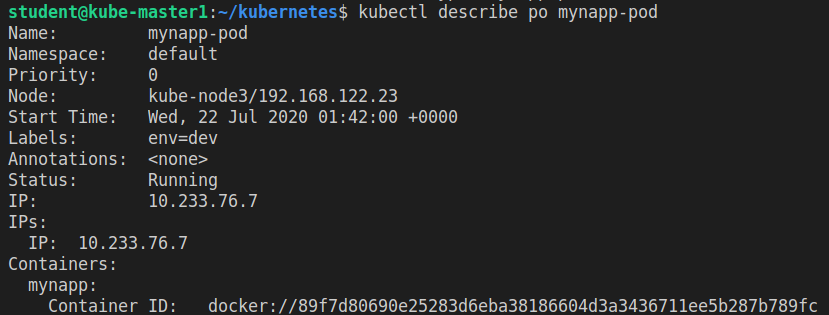 student@kube-master1:~/kubernetes$ kubectl describe po mynapp-pod
Name: mynapp-pod
Namespace: default
Priority: 0
Node: kube-node3/192.168.122.23
Start Time: Wed, 22 Jul 2020 01:42:00 +0000
Labels: env=dev
Annotations: <none>
Status: Running
IP: 10.233.76.7
IPs:
IP: 10.233.76.7
Containers:
mynapp:
Container ID: docker://89f7d80690e25283d6eba38186604d3a3436711ee5b287b789fc